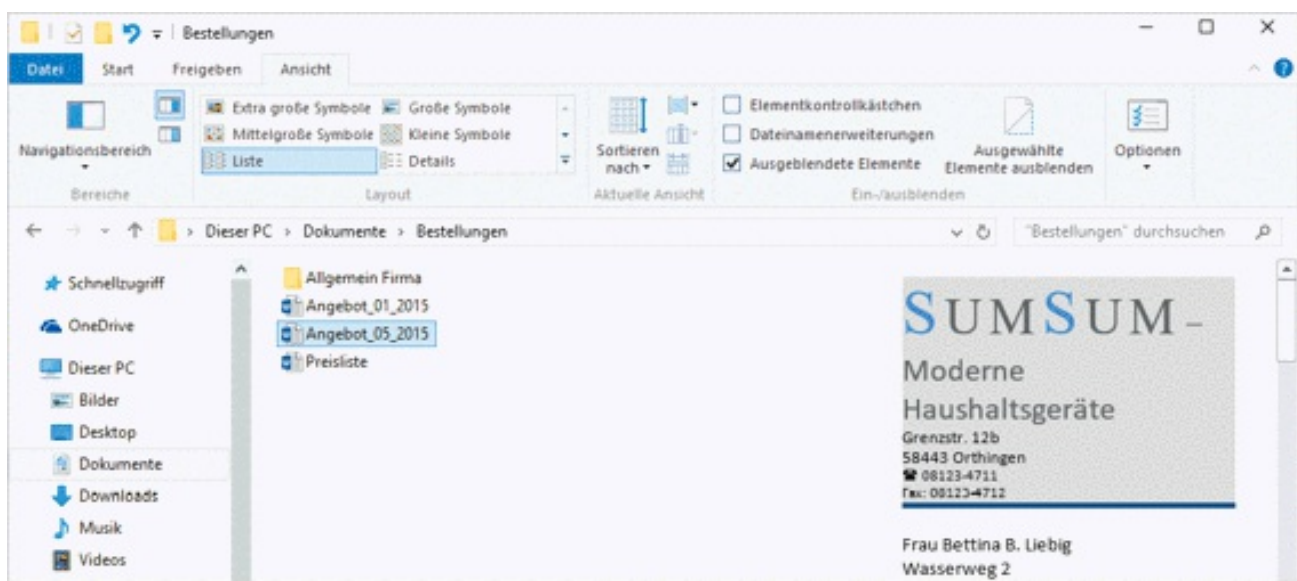 Bestellungen
Datei Start Freigeben Ansicht
Navigationsbereich
Extra große Symbole Große Symbole
Mittelgroße Symbole Kleine Symbole
Liste Details
Sortieren
nach
Elementkontrollkästchen
Dateinamenerweiterungen
Ausgeblendete Elemente
Ausgewählte
Elemente ausblenden
Optionen
Bereiche Layout Aktuelle Ansicht Ein-/ausblenden
Dieser PC > Dokumente > Bestellungen
"Bestellungen" durchsuchen
Schnellzugriff
OneDrive
Dieser PC
Bilder
Desktop
Dokumente
Downloads
Musik
Videos
Allgemein Firma
Angebot_01_2015
Angebot_05_2015
Preisliste
SUMSUM –
Moderne
Haushaltsgeräte
Grenzstr. 12b
58443 Orthingen
☎ 08123-4711
Fax: 08123-4712
Frau Bettina B. Liebig
Wasserweg 2